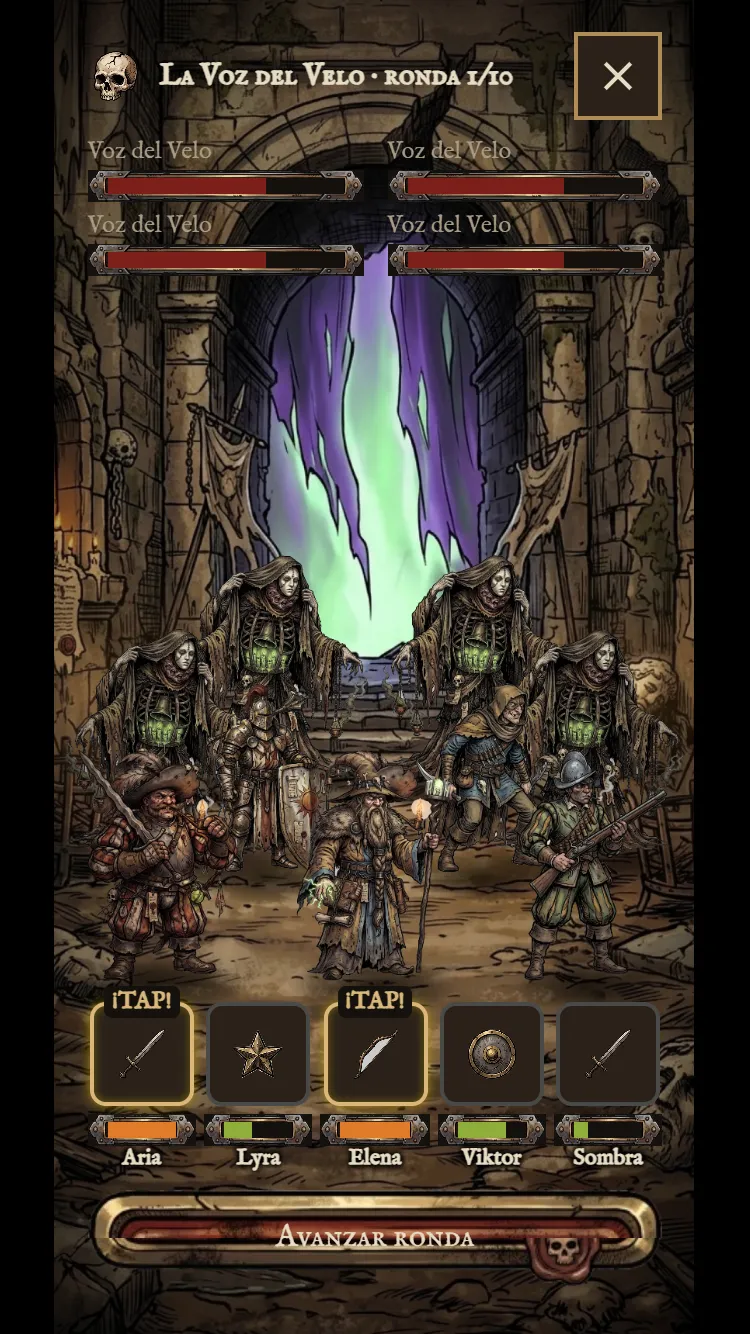 La Voz del Velo · ronda 1/10
Voz del Velo Voz del Velo
Voz del Velo Voz del Velo
¡TAP! ¡TAP!
Aria Lyra Elena Viktor Sombra
Avanzar ronda